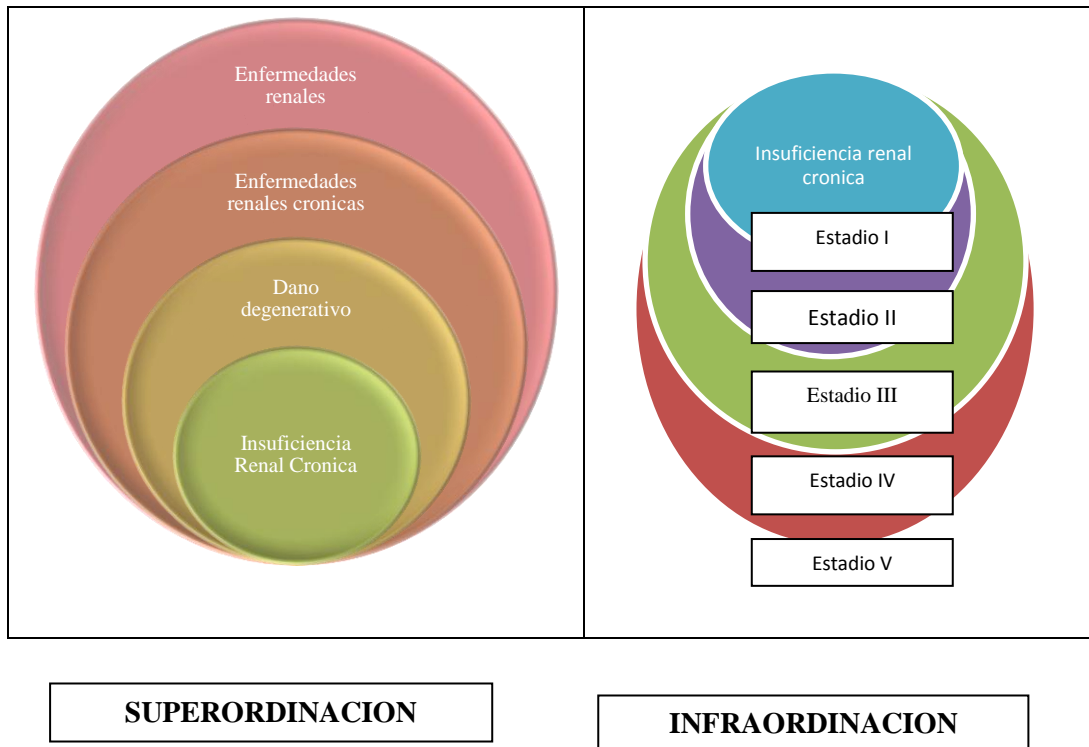 Enfermedades
renales
Enfermedades
renales cronicas
Dano
degenerativo
Insuficiencia
Renal Cronica
Insuficiencia renal
cronica
Estadio I
Estadio II
Estadio III
Estadio IV
Estadio V
SUPERORDINACION
INFRAORDINACION